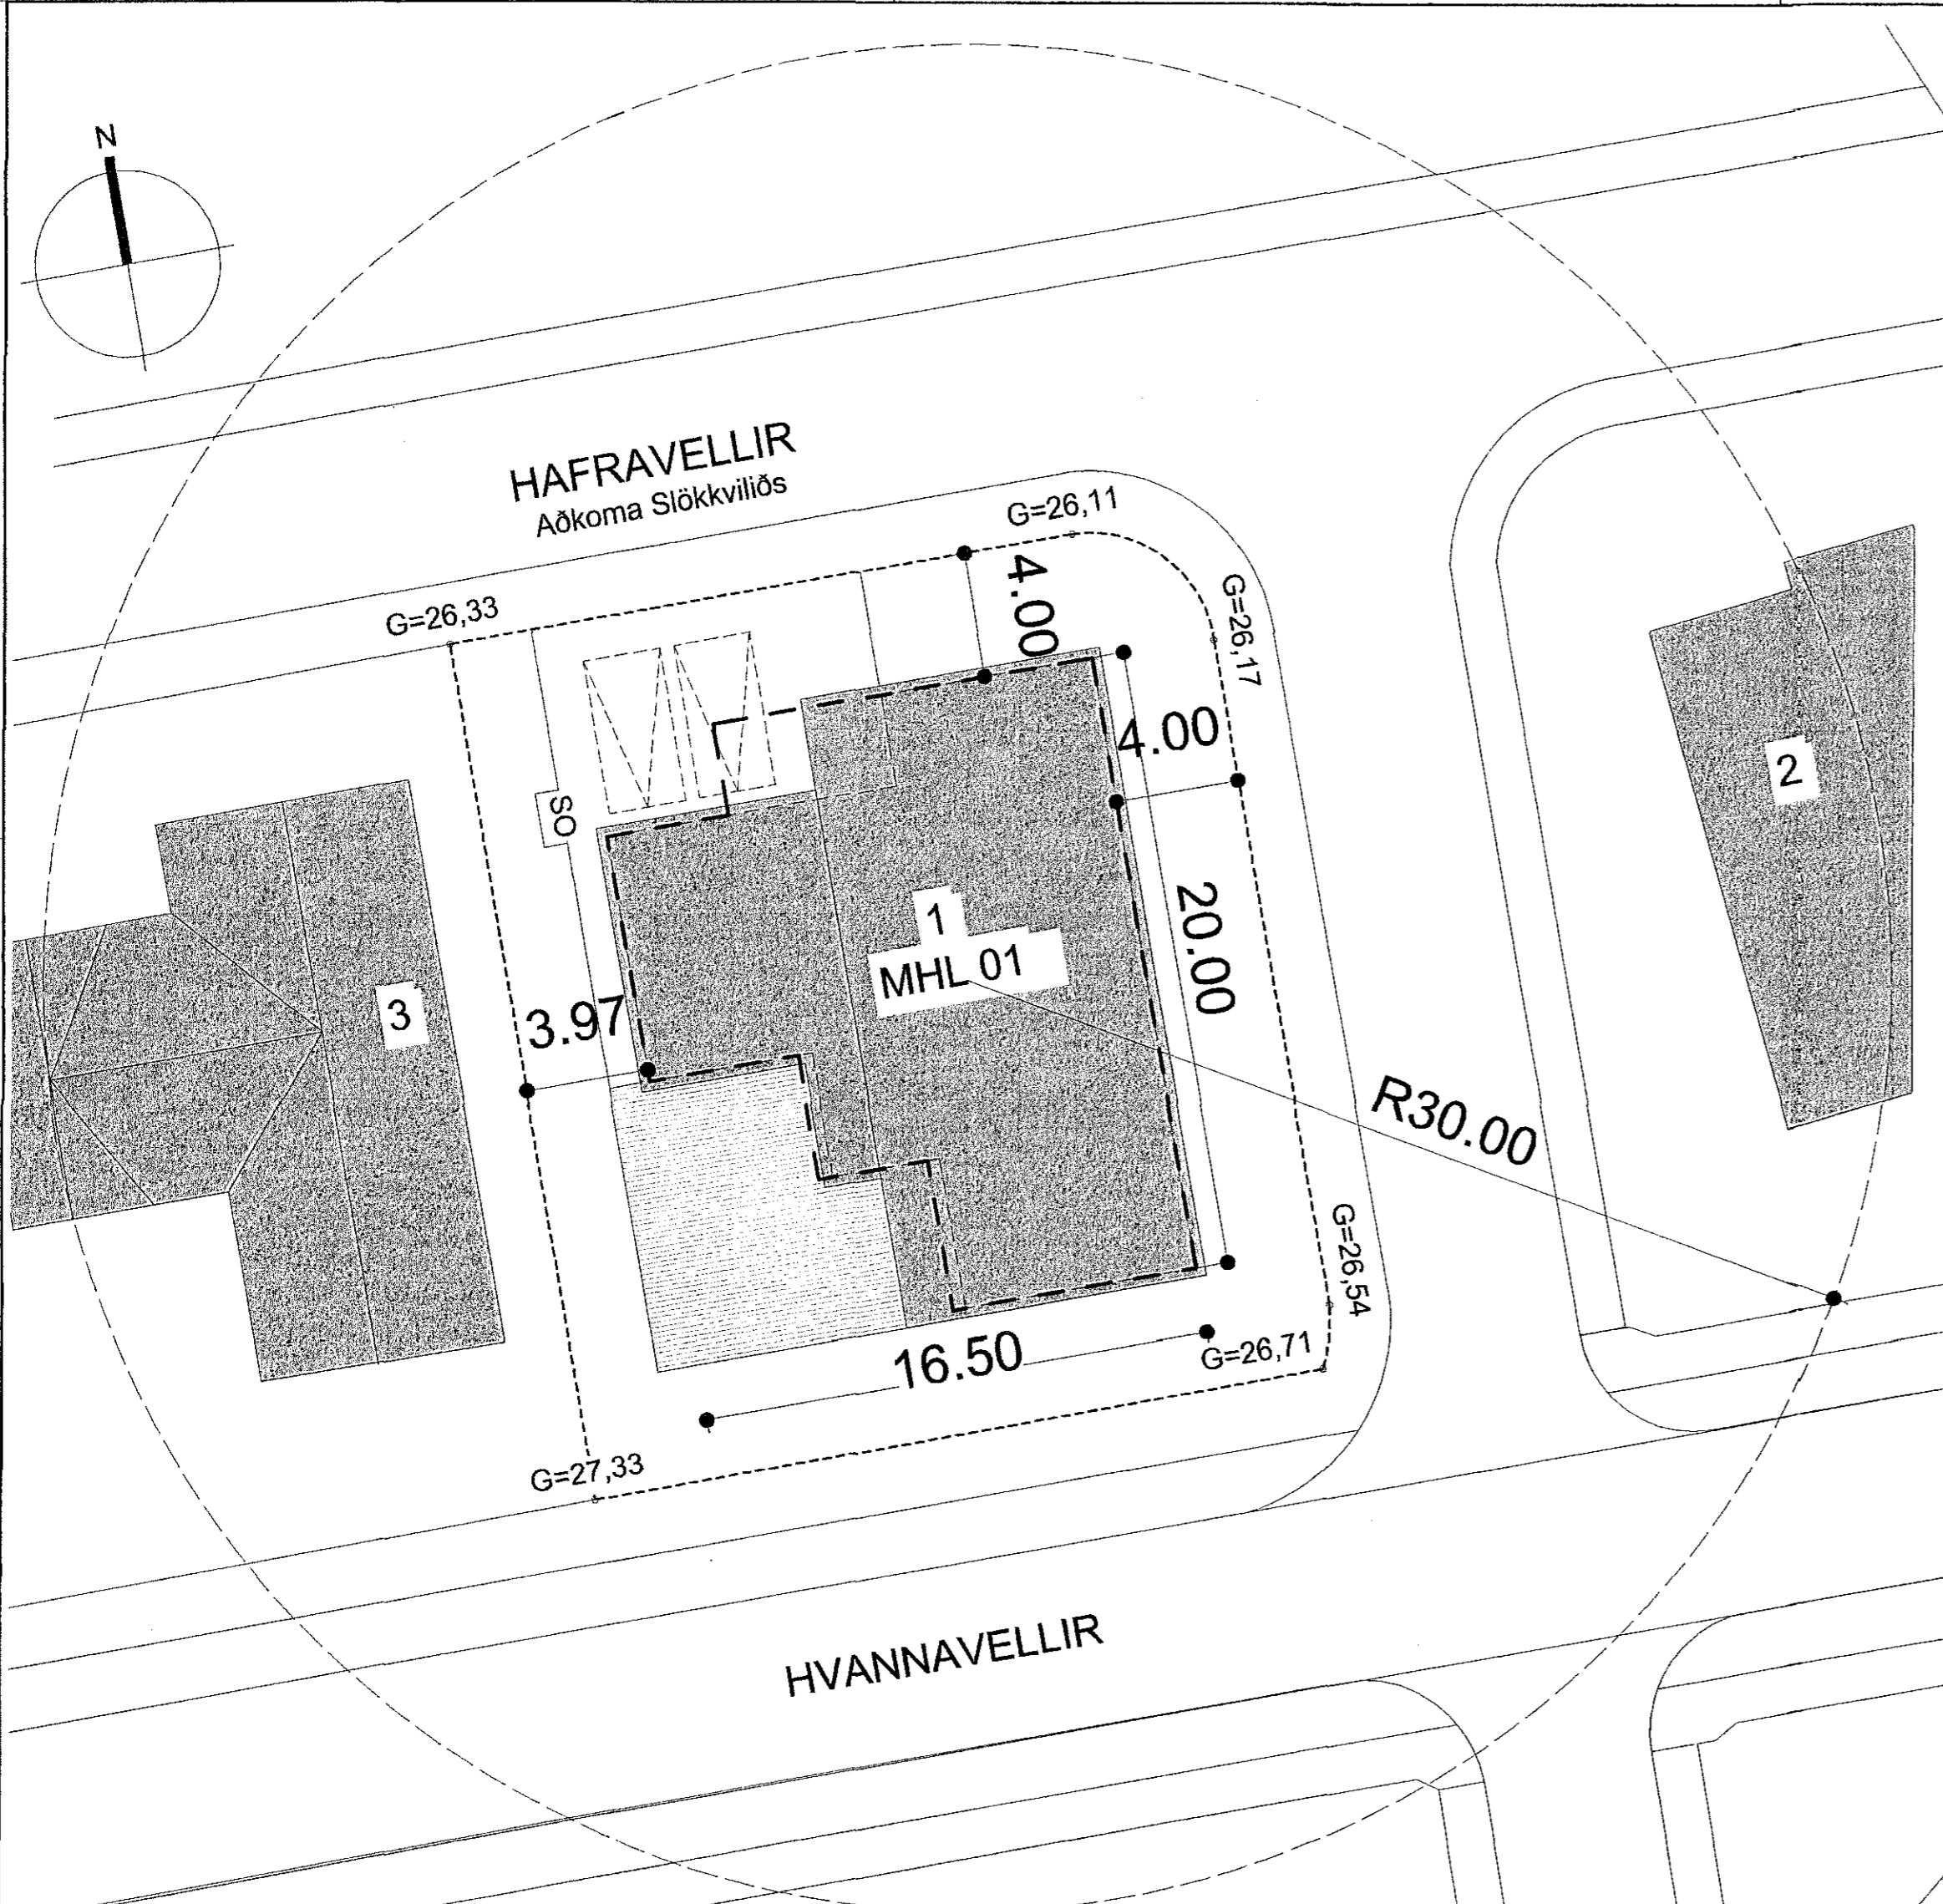 N
HAFRAVELLIR
Aðkoma Slökkviliðs
G=26,11
G=26,33
4.00
G=26,17
4.00
2
SO
1
MHL 01
20.00
3
3.97
R30.00
G=26,54
16.50
G=26,71
G=27,33
HVANNAVELLIR